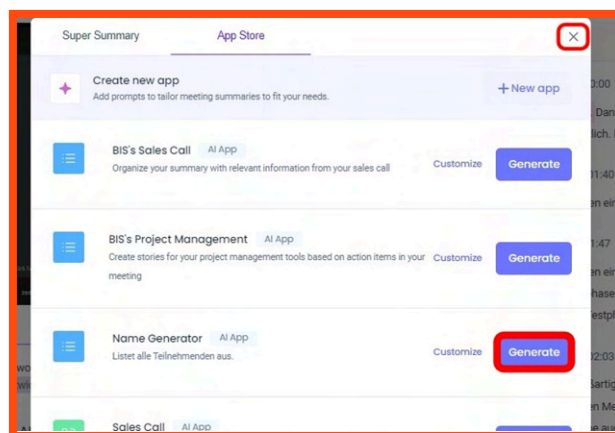 Super Summary
App Store
Create new app
Add prompts to tailor meeting summaries to fit your needs.
+ New app
BIS's Sales Call
AI App
Organize your summary with relevant information from your sales call
Customize
Generate
BIS's Project Management
AI App
Create stories for your project management tools based on action items in your
meeting
Customize
Generate
Name Generator
AI App
Listet alle Teilnehmenden aus.
Customize
Generate
Sales Call
AI App